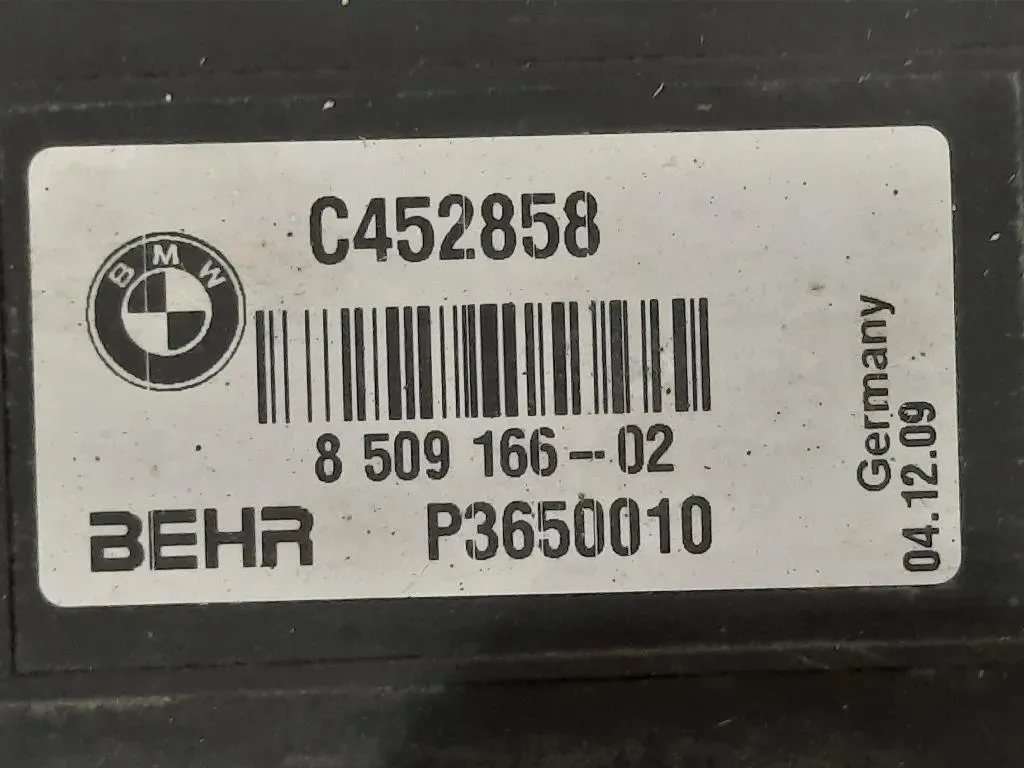 C452858
BMW
8 509 166-02
BEHR P3650010
Germany
04.12.09